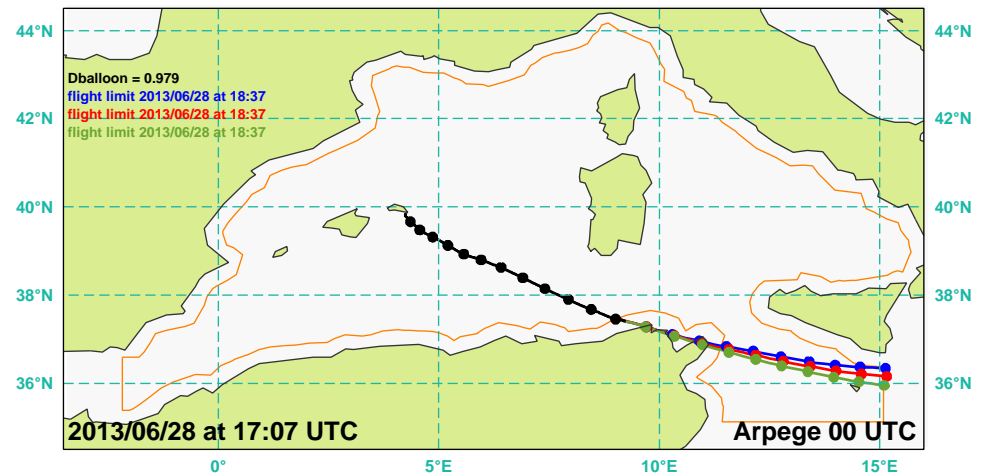 44°N 44°N
Dballoon = 0.979
flight limit 2013/06/28 at 18:37
flight limit 2013/06/28 at 18:37
42°N 42°N
flight limit 2013/06/28 at 18:37
40°N 40°N
38°N 38°N
36°N 36°N
2013/06/28 at 17:07 UTC Arpege 00 UTC
0° 5°E 10°E 15°E